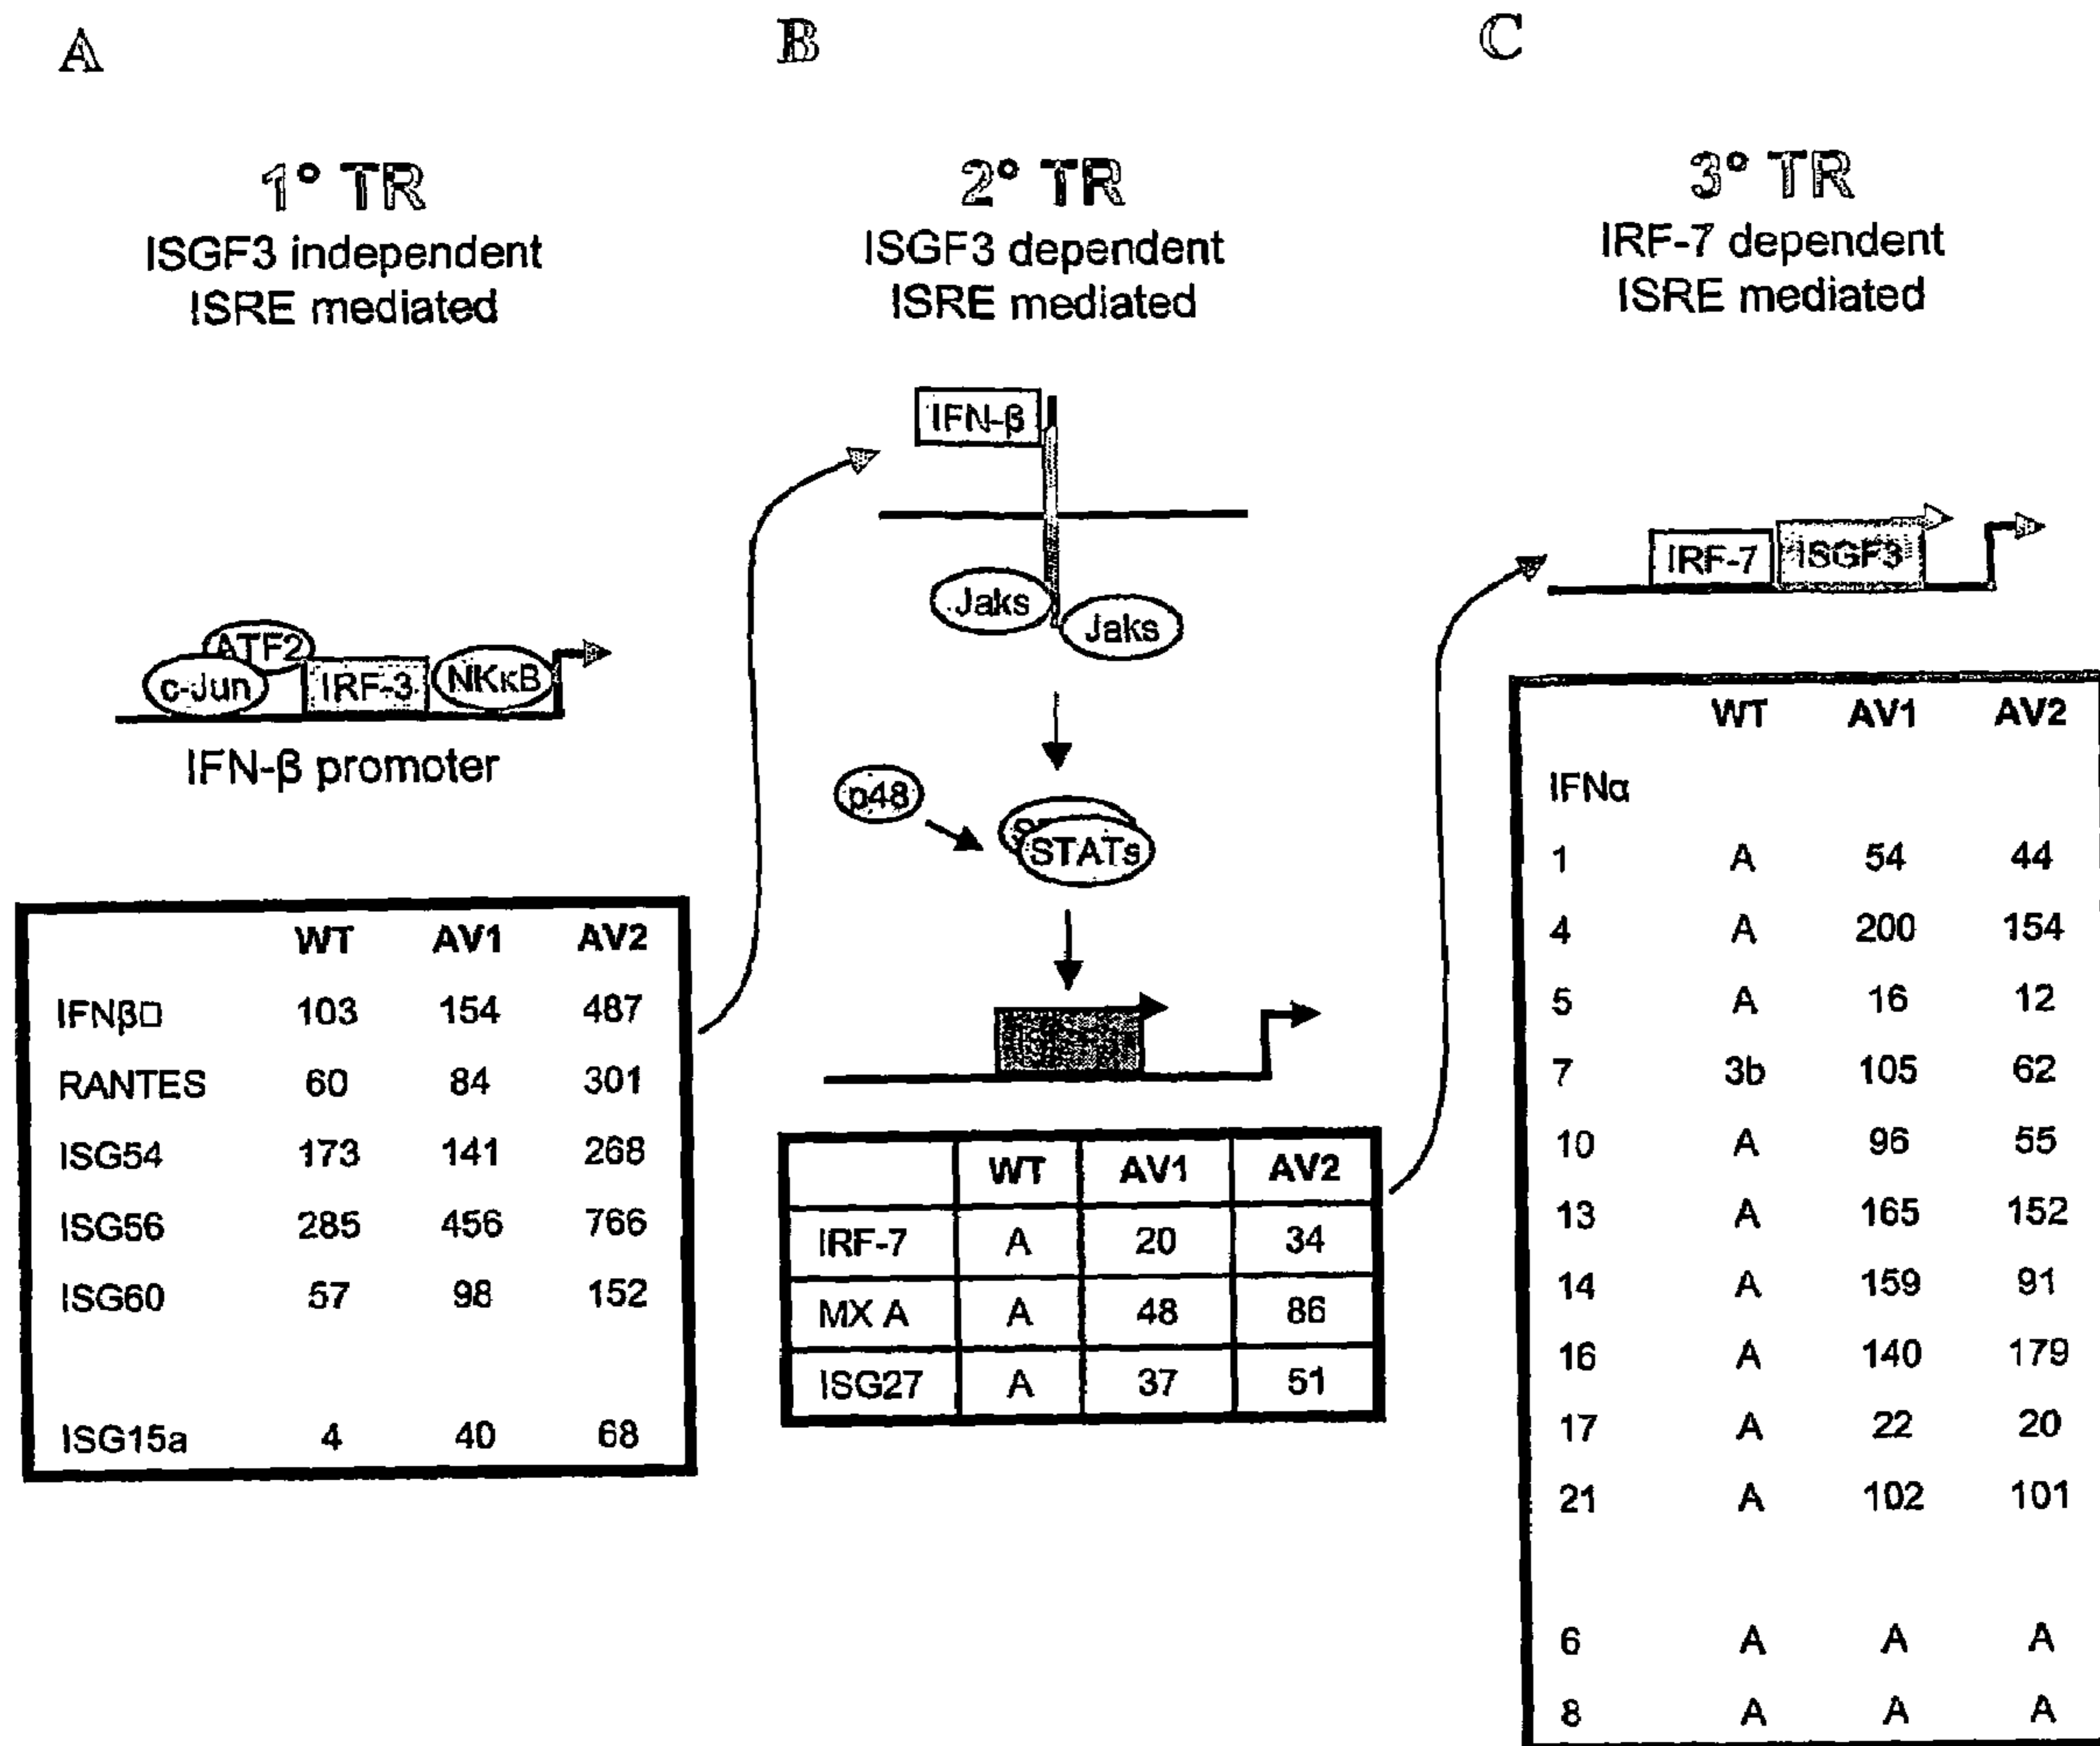 A
1° TR
ISGF3 independent
ISRE mediated
ATF2
c-Jun
IRF-3
NKκB
IFN-β promoter
WT AV1 AV2
IFNβ□ 103 154 487
RANTES 60 84 301
ISG54 173 141 268
ISG56 285 456 766
ISG60 57 98 152
ISG15a 4 40 68
B
2° TR
ISGF3 dependent
ISRE mediated
IFN-β
Jaks
Jaks
p48
STATs
WT AV1 AV2
IRF-7 A 20 34
MX A A 48 86
ISG27 A 37 51
C
3° TR
IRF-7 dependent
ISRE mediated
IRF-7
ISGF3
WT AV1 AV2
IFNα
1 A 54 44
4 A 200 154
5 A 16 12
7 3b 105 62
10 A 96 55
13 A 165 152
14 A 159 91
16 A 140 179
17 A 22 20
21 A 102 101
6 A A A
8 A A A